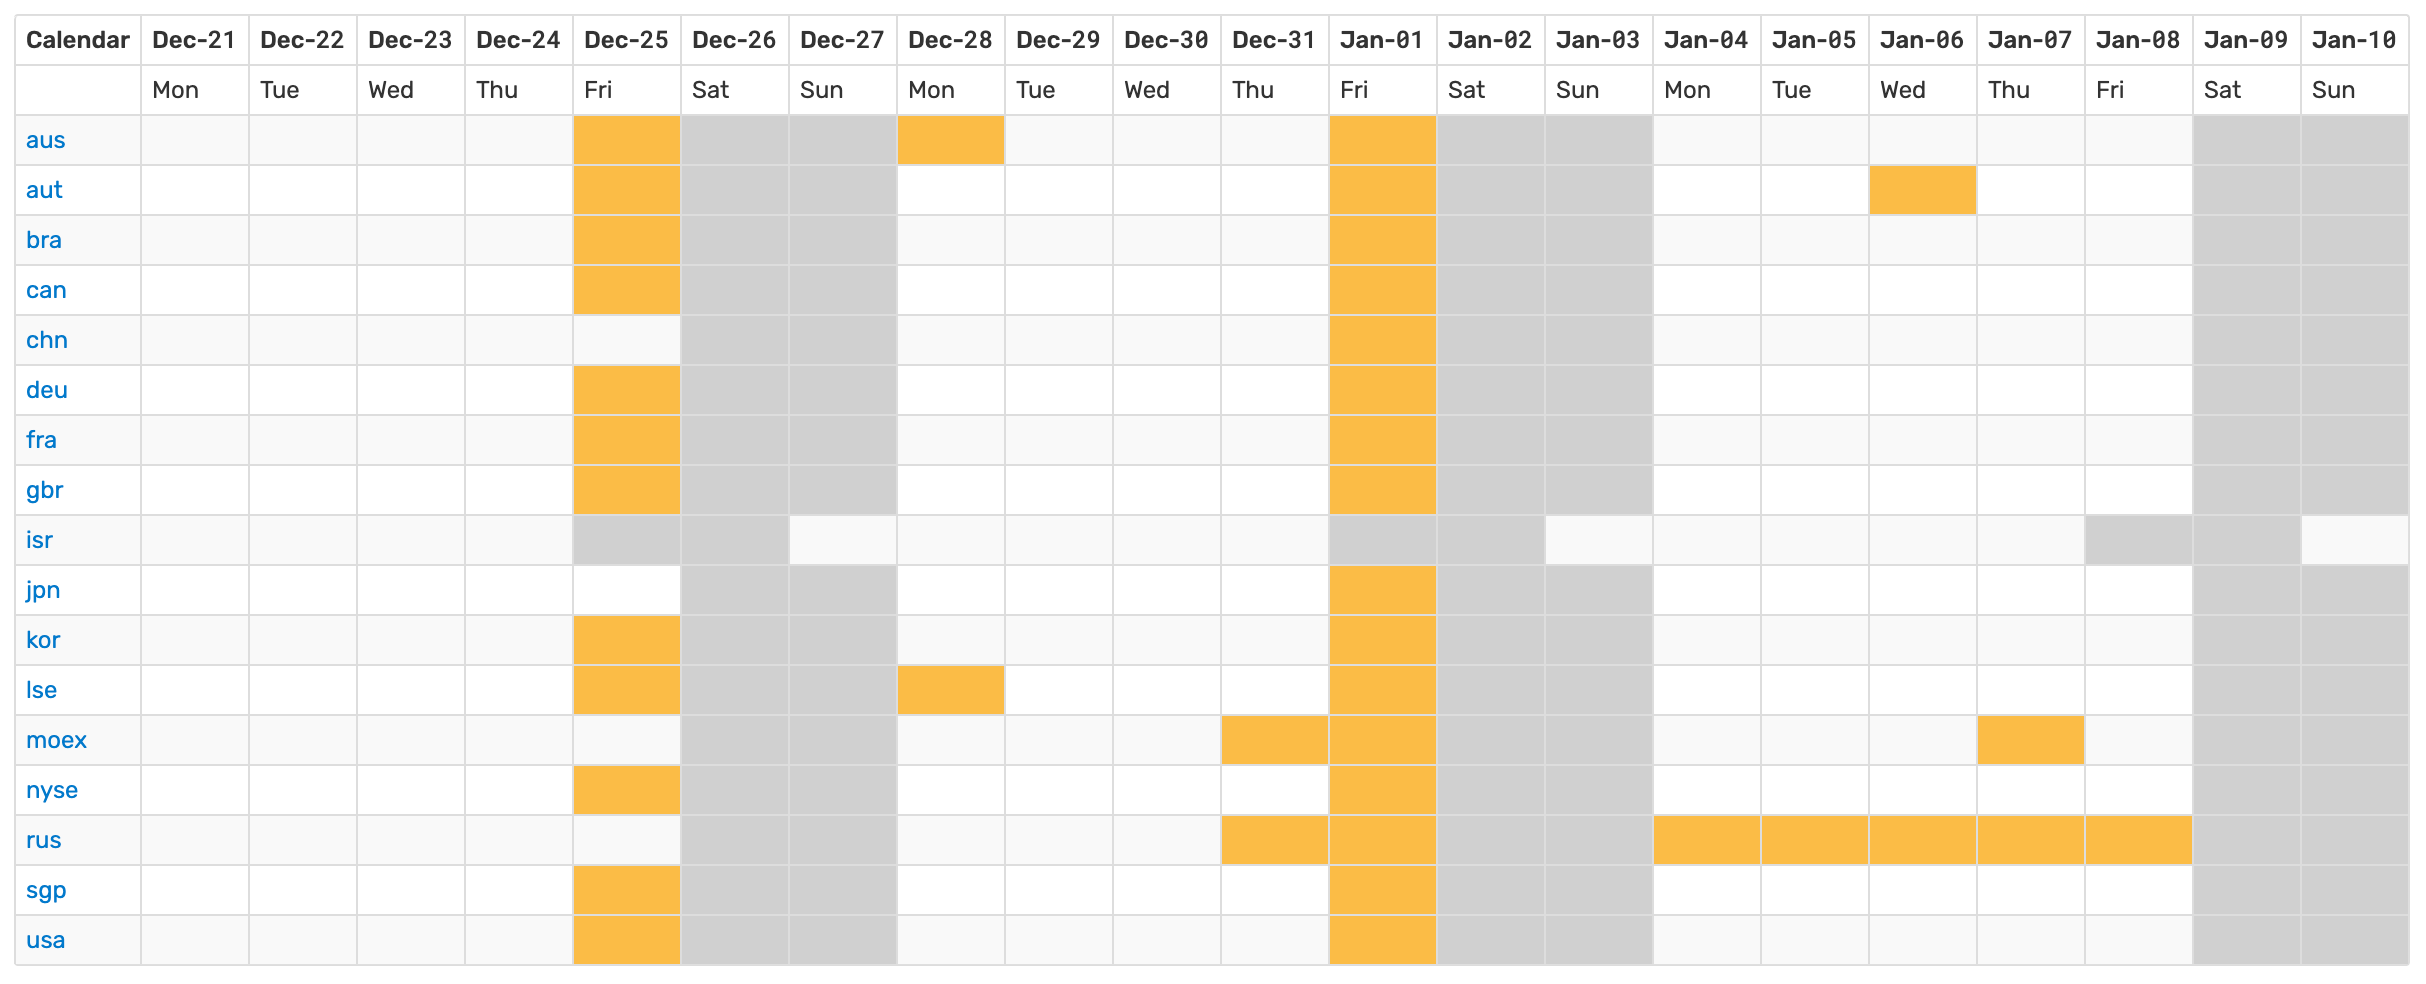 Calendar Dec-21 Dec-22 Dec-23 Dec-24 Dec-25 Dec-26 Dec-27 Dec-28 Dec-29 Dec-30 Dec-31 Jan-01 Jan-02 Jan-03 Jan-04 Jan-05 Jan-06 Jan-07 Jan-08 Jan-09 Jan-10
Mon Tue Wed Thu Fri Sat Sun Mon Tue Wed Thu Fri Sat Sun Mon Tue Wed Thu Fri Sat Sun
aus
aut
bra
can
chn
deu
fra
gbr
isr
jpn
kor
lse
moex
nyse
rus
sgp
usa